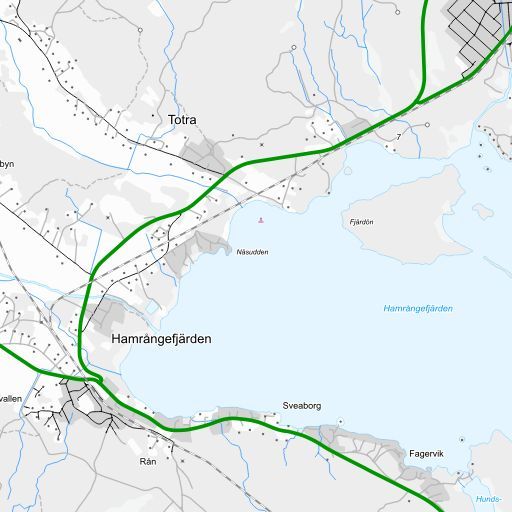 Totra
7
byn
Fjärdön
Näsudden
Hamrångefjärden
Hamrångefjärden
vallen
Sveaborg
Fagervik
Rån
Hunds-